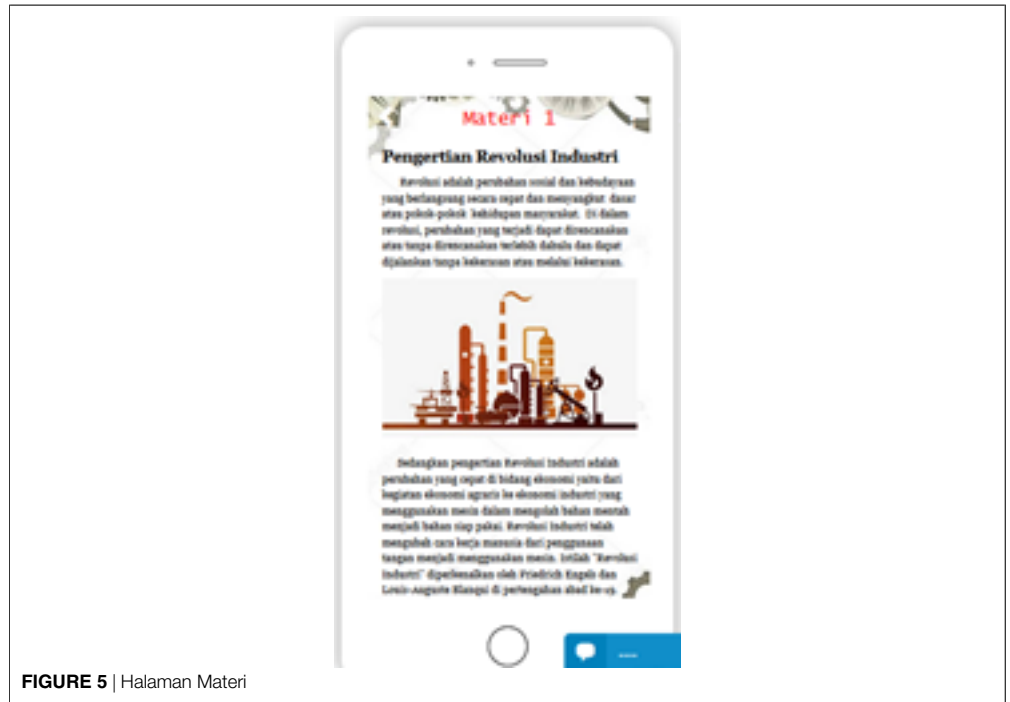 Materi 1
Pengertian Revolusi Industri
Revolusi adalah perubahan sosial dan kebudayaan
yang berlangsung secara cepat dan menyangkut dasar
atau pokok-pokok kehidupan masyarakat. Di dalam
revolusi, perubahan yang terjadi dapat direncanakan
atau tanpa direncanakan terlebih dahulu dan dapat
dijalankan tanpa kekerasan atau melalui kekerasan.
Sedangkan pengertian Revolusi Industri adalah
perubahan yang cepat di bidang ekonomi yaitu dari
kegiatan ekonomi agraris ke ekonomi industri yang
menggunakan mesin dalam mengolah bahan mentah
menjadi bahan siap pakai. Revolusi Industri telah
mengubah cara kerja manusia dari penggunaan
tangan menjadi menggunakan mesin. Istilah "Revolusi
Industri" diperkenalkan oleh Friedrich Engels dan
Louis-Auguste Blanqui di pertengahan abad ke-19.
FIGURE 5 | Halaman Materi